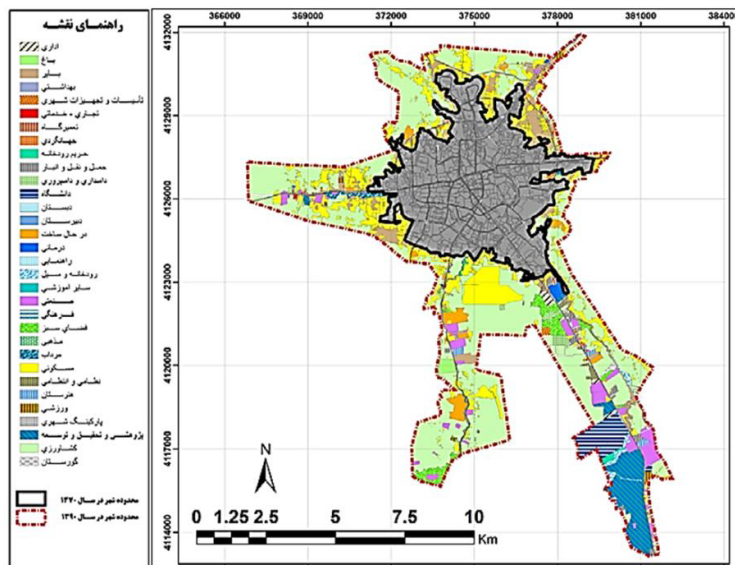 راهنمای نقشه
اداری
باغ
بایر
بهداشتی
تأسیسات و تجهیزات شهری
تجاری - خدماتی
تعمیرگاه
جهانگردی
حریم رودخانه
حمل و نقل و انبار
دامداری و دامپروری
دانشگاه
دبستان
دبیرستان
در حال ساخت
درمانی
راهنمایی
رودخانه و مسیل
سایر آموزشی
صنعتی
فرهنگی
فضای سبز
مذهبی
مرداب
مسکونی
نظامی و انتظامی
هنرستان
ورزشی
پارکینگ شهری
پژوهشی و تحقیق و توسعه
کشاورزی
گورستان
محدوده شهر در سال ۱۳۷۰
محدوده شهر در سال ۱۳۹۰
366000 369000 372000 375000 378000 381000 384000
4132000
4129000
4126000
4123000
4120000
4117000
4114000
N
0 1.25 2.5 5 7.5 10
Km